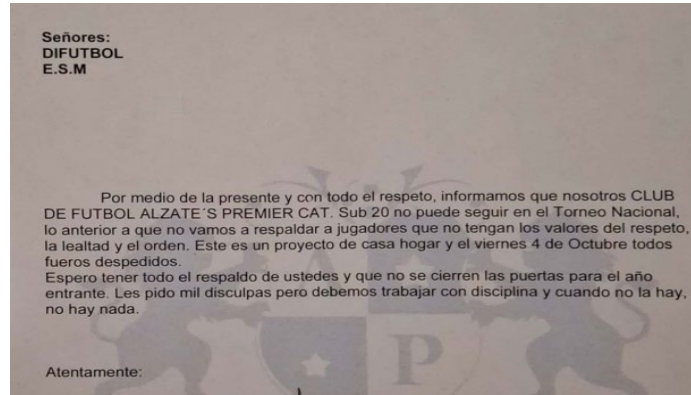 Señores:
DIFUTBOL
E.S.M
Por medio de la presente y con todo el respeto, informamos que nosotros CLUB
DE FUTBOL ALZATE´S PREMIER CAT. Sub 20 no puede seguir en el Torneo Nacional,
lo anterior a que no vamos a respaldar a jugadores que no tengan los valores del respeto,
la lealtad y el orden. Este es un proyecto de casa hogar y el viernes 4 de Octubre todos
fueros despedidos.
Espero tener todo el respaldo de ustedes y que no se cierren las puertas para el año
entrante. Les pido mil disculpas pero debemos trabajar con disciplina y cuando no la hay,
no hay nada.
A
P
Atentamente: